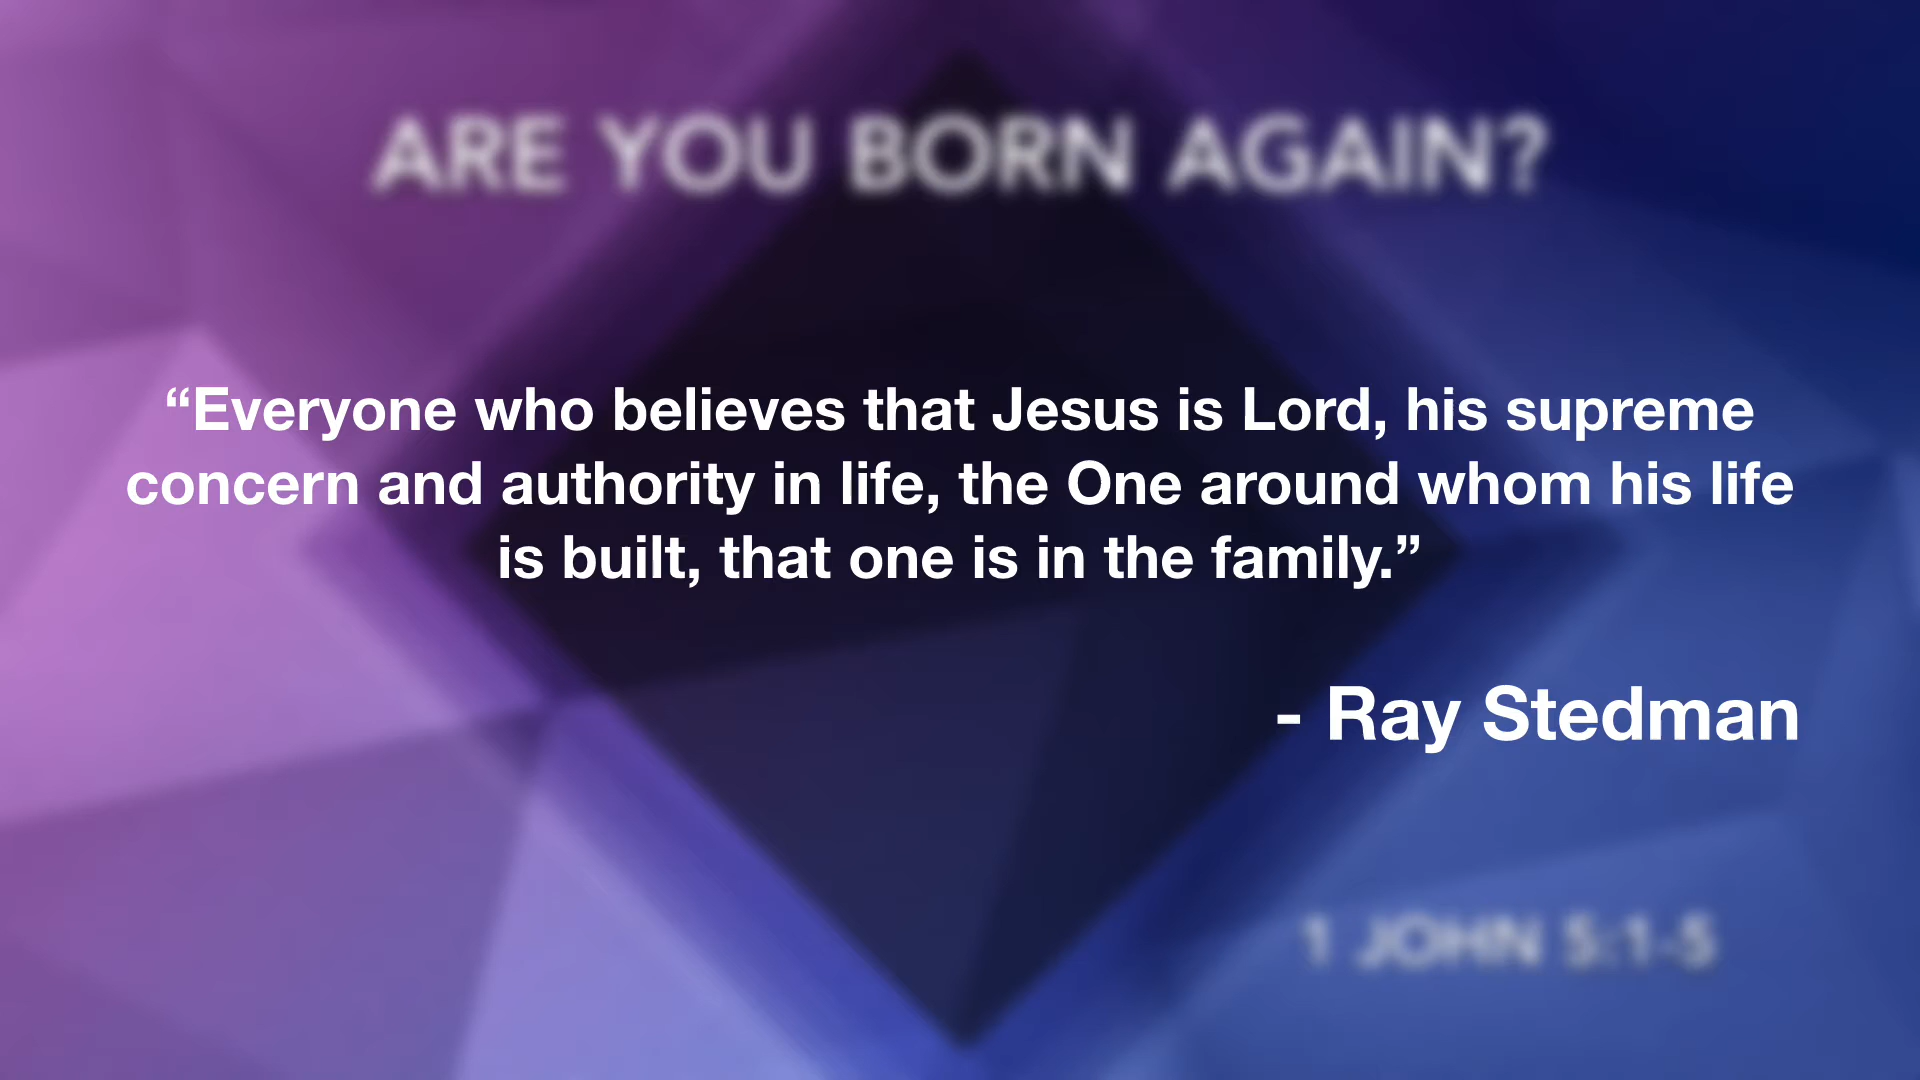 ARE YOU BORN AGAIN?
“Everyone who believes that Jesus is Lord, his supreme
concern and authority in life, the One around whom his life
is built, that one is in the family.”
- Ray Stedman
1 JOHN 5:1-5